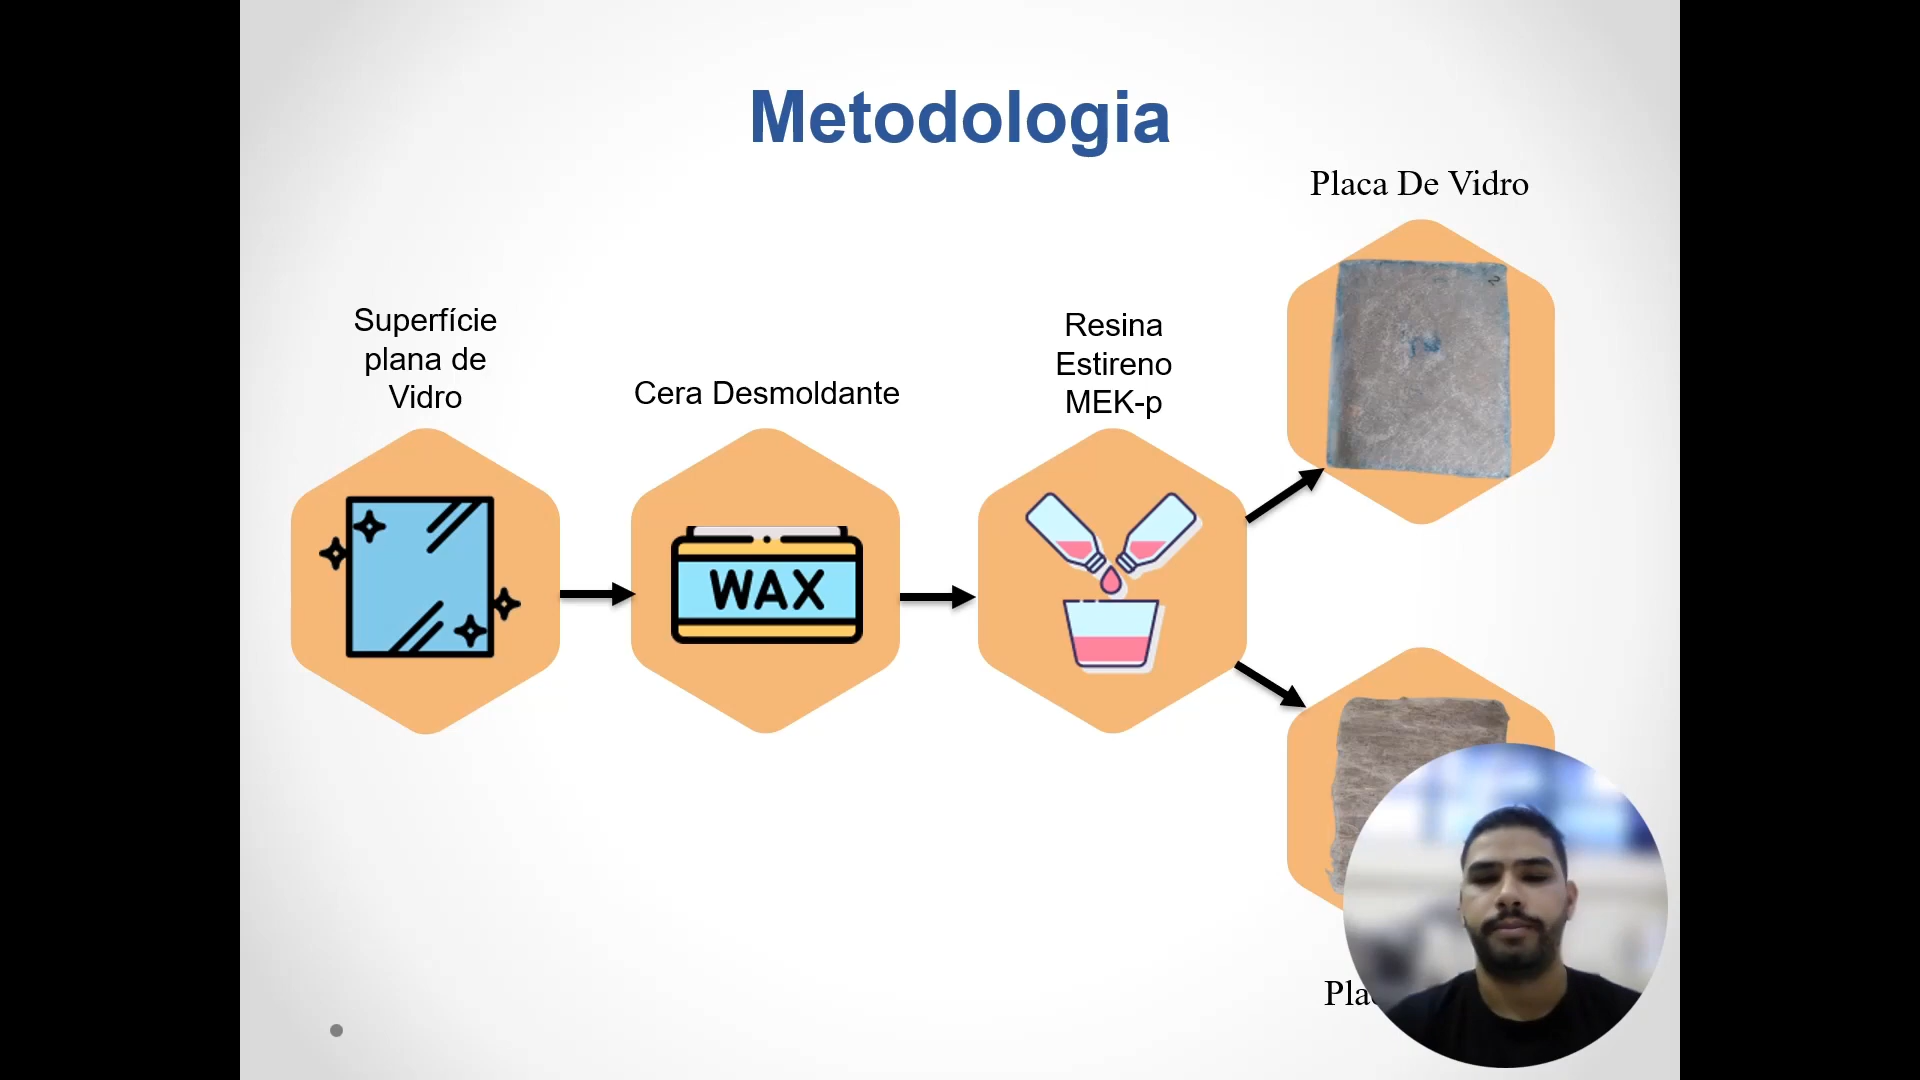 Metodologia
Placa De Vidro
Superfície
plana de
Vidro
Cera Desmoldante
Resina
Estireno
MEK-p
WAX